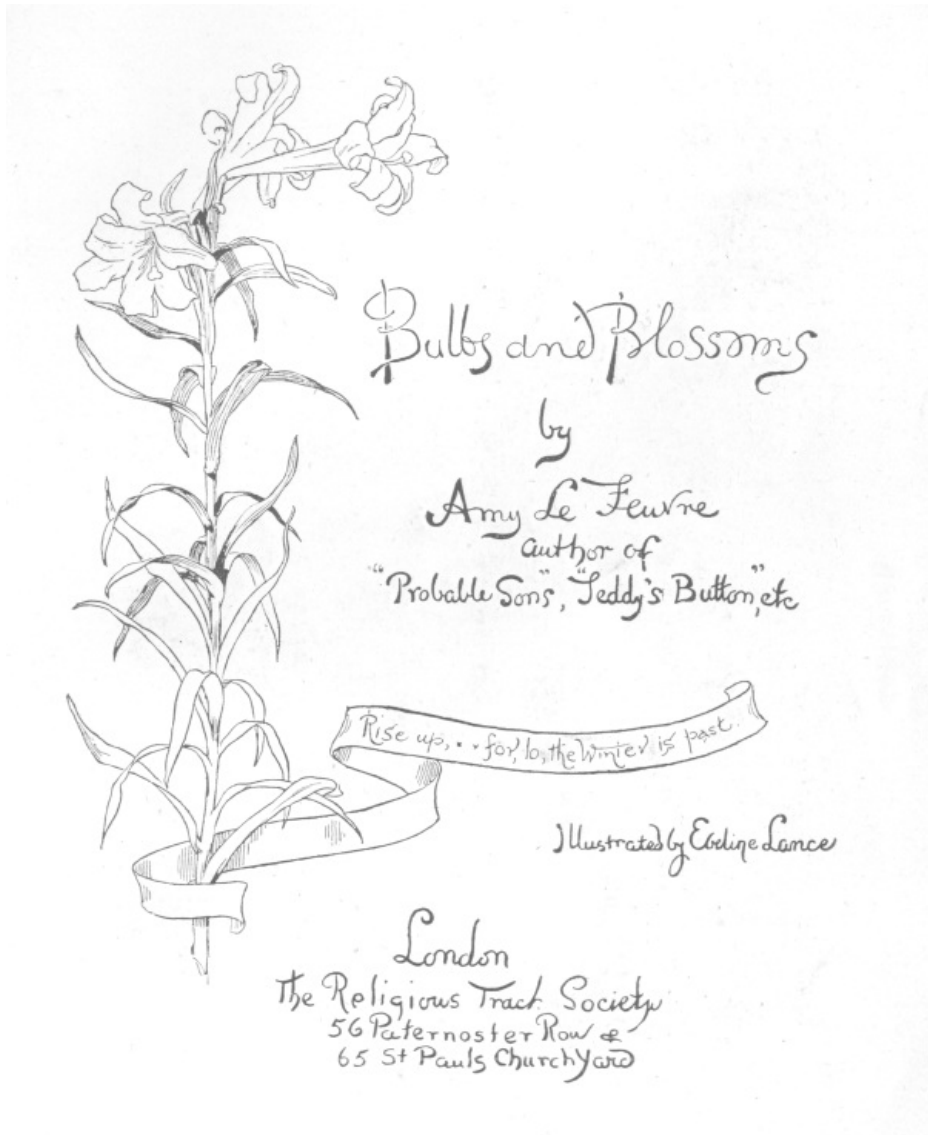 Bulbs and Blossoms
by
Amy Le Feuvre
author of
"Probable Sons", "Teddy's Button", etc
Rise up, . . for, lo, the Winter is past.
Illustrated by Eveline Lance
London
The Religious Tract Society
56 Paternoster Row &
65 St Pauls ChurchYard